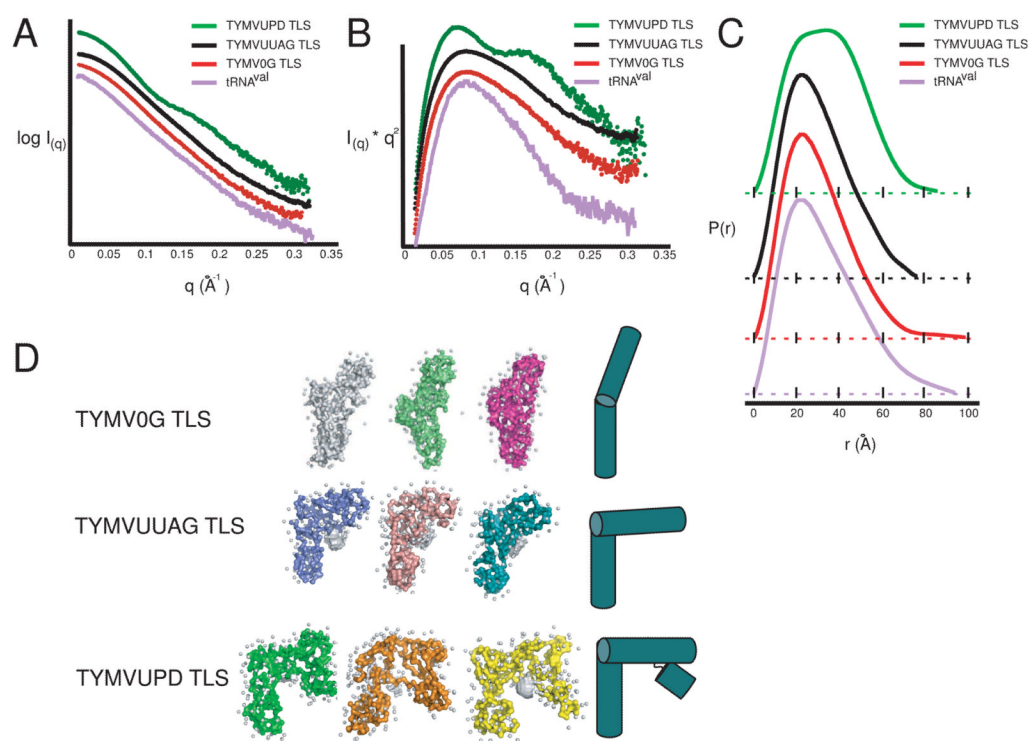 A
TYMVUPD TLS
TYMVUUAG TLS
TYMV0G TLS
tRNAval
log I(q)
0 0.05 0.1 0.15 0.20 0.25 0.3 0.35
q (Å-1 )
B
TYMVUPD TLS
TYMVUUAG TLS
TYMV0G TLS
tRNAval
I(q) * q2
0 0.05 0.1 0.15 0.20 0.25 0.3 0.35
q (Å-1 )
C
TYMVUPD TLS
TYMVUUAG TLS
TYMV0G TLS
tRNAval
P(r)
0 20 40 60 80 100
r (Å)
D
TYMV0G TLS
TYMVUUAG TLS
TYMVUPD TLS